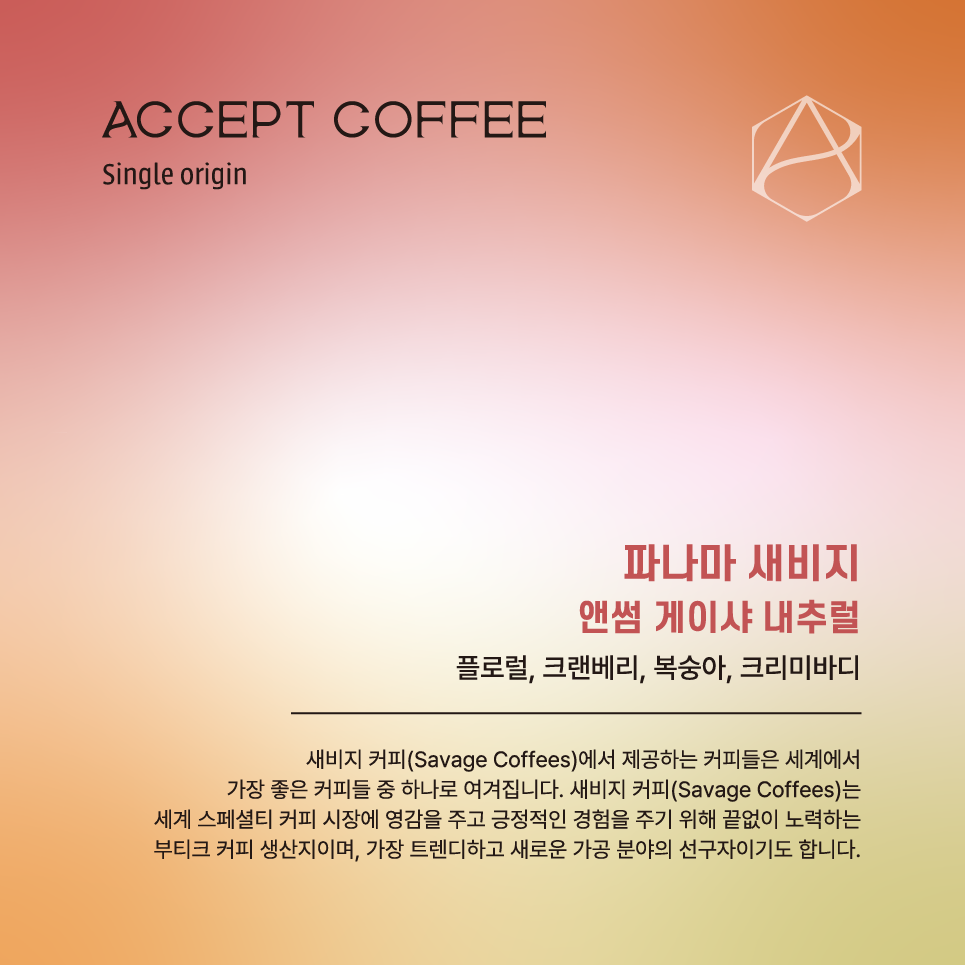 ACCEPT COFFEE
Single origin
파나마 새비지
앤썸 게이샤 내추럴
플로럴, 크랜베리, 복숭아, 크리미바디
새비지 커피(Savage Coffees)에서 제공하는 커피들은 세계에서
가장 좋은 커피들 중 하나로 여겨집니다. 새비지 커피(Savage Coffees)는
세계 스페셜티 커피 시장에 영감을 주고 긍정적인 경험을 주기 위해 끝없이 노력하는
부티크 커피 생산지이며, 가장 트렌디하고 새로운 가공 분야의 선구자이기도 합니다.